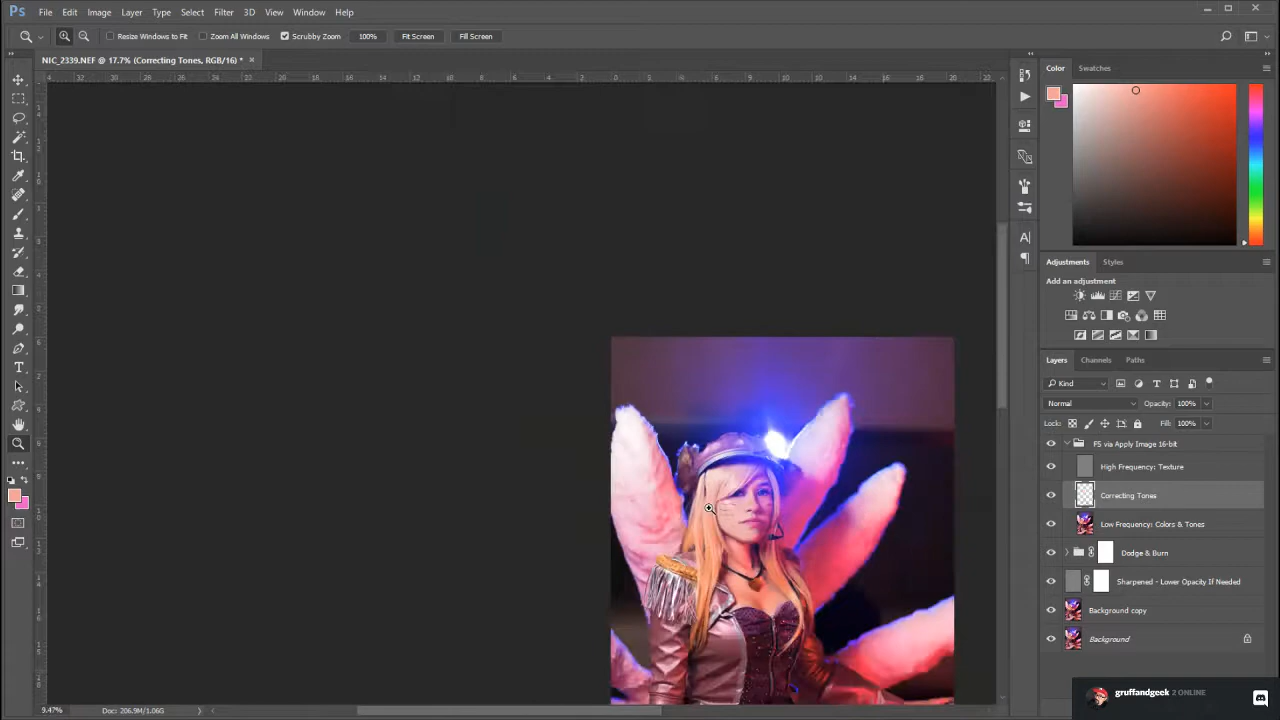 Ps File Edit Image Layer Type Select Filter 3D View Window Help
Resize Windows to Fit Zoom All Windows Scrubby Zoom 100% Fit Screen Fill Screen
NIC_2339.NEF @ 17.7% (Correcting Tones, RGB/16) *
Color Swatches
Adjustments Styles
Add an adjustment
Layers Channels Paths
Kind
Normal Opacity: 100%
Lock: Fill: 100%
FS via Apply Image 16-bit
High Frequency: Texture
Correcting Tones
Low Frequency: Colors & Tones
Dodge & Burn
Sharpened - Lower Opacity If Needed
Background copy
Background
gruffandgeek 2 ONLINE
9.47% Doc: 206.9M/1.06G